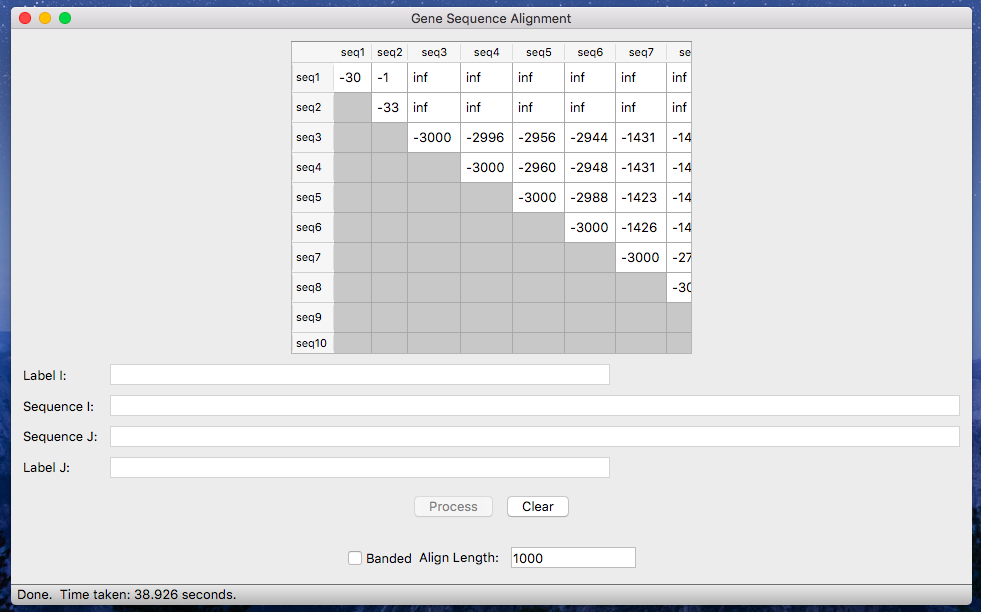 Gene Sequence Alignment
seq1 seq2 seq3 seq4 seq5 seq6 seq7 se
seq1 -30 -1 inf inf inf inf inf inf
seq2 -33 inf inf inf inf inf inf
seq3 -3000 -2996 -2956 -2944 -1431 -14
seq4 -3000 -2960 -2948 -1431 -14
seq5 -3000 -2988 -1423 -14
seq6 -3000 -1426 -14
seq7 -3000 -27
seq8 -30
seq9
seq10
Label I:
Sequence I:
Sequence J:
Label J:
Process Clear
Banded Align Length: 1000
Done. Time taken: 38.926 seconds.